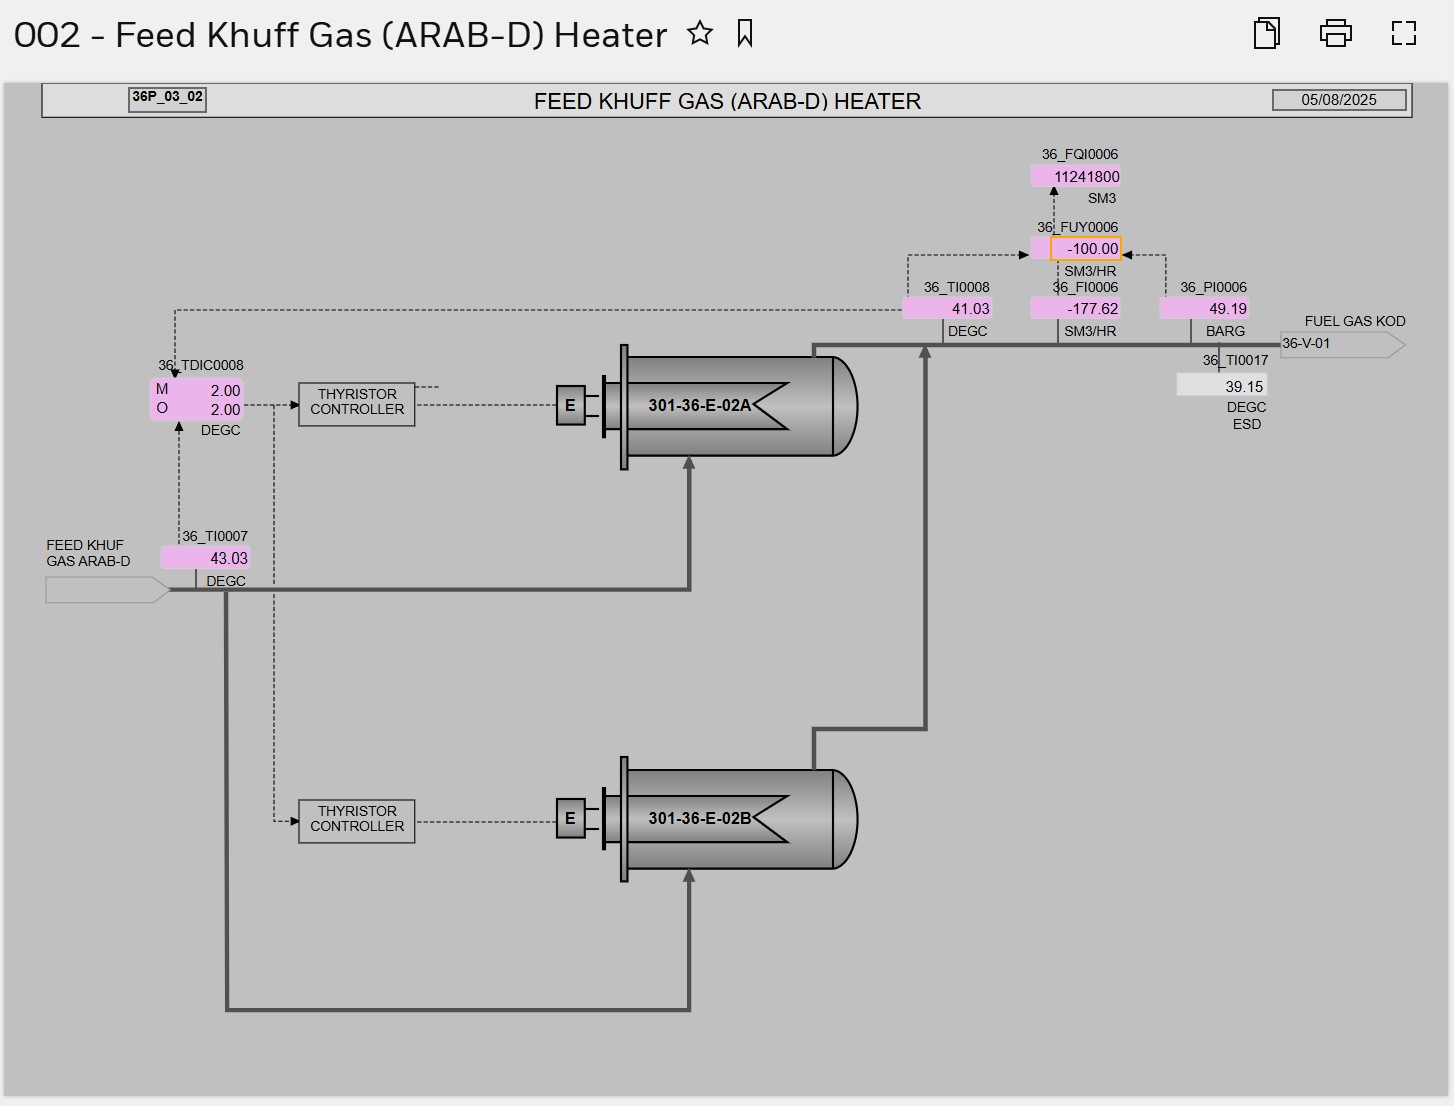 002 - Feed Khuff Gas (ARAB-D) Heater
36P_03_02
FEED KHUFF GAS (ARAB-D) HEATER
05/08/2025
36_FQI0006
11241800
SM3
36_FUY0006
-100.00
SM3/HR
36_TI0008
41.03
DEGC
36_FI0006
-177.62
SM3/HR
36_PI0006
49.19
BARG
FUEL GAS KOD
36-V-01
36_TI0017
39.15
DEGC
ESD
36_TDIC0008
M 2.00
O 2.00
DEGC
THYRISTOR
CONTROLLER
E
301-36-E-02A
36_TI0007
43.03
DEGC
FEED KHUF
GAS ARAB-D
THYRISTOR
CONTROLLER
E
301-36-E-02B